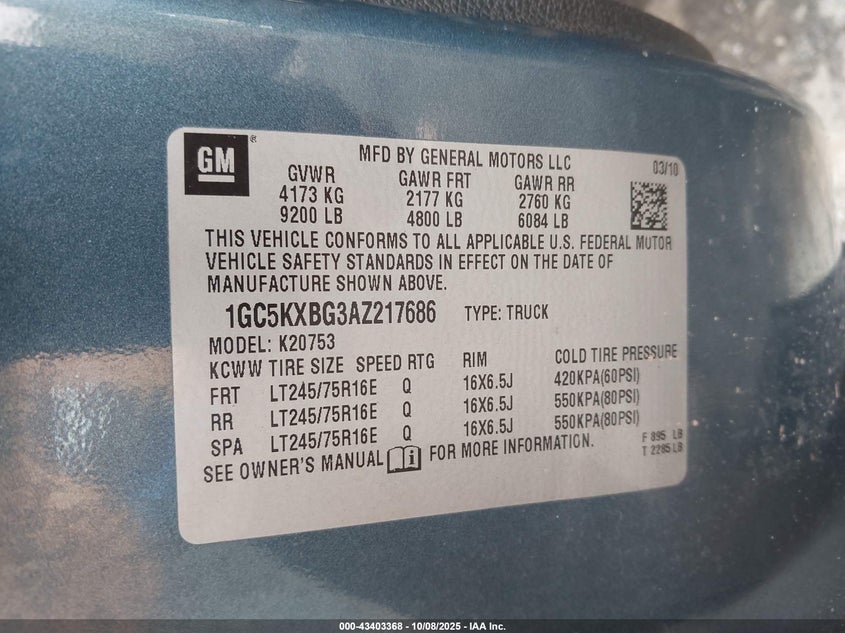 GM ®
MFD BY GENERAL MOTORS LLC 03/10
GVWR GAWR FRT GAWR RR
4173 KG 2177 KG 2760 KG
9200 LB 4800 LB 6084 LB
THIS VEHICLE CONFORMS TO ALL APPLICABLE U.S. FEDERAL MOTOR
VEHICLE SAFETY STANDARDS IN EFFECT ON THE DATE OF
MANUFACTURE SHOWN ABOVE.
1GC5KXBG3AZ217686 TYPE: TRUCK
MODEL: K20753
KCWW TIRE SIZE SPEED RTG RIM COLD TIRE PRESSURE
FRT LT245/75R16E Q 16X6.5J 420KPA(60PSI)
RR LT245/75R16E Q 16X6.5J 550KPA(80PSI)
SPA LT245/75R16E Q 16X6.5J 550KPA(80PSI)
SEE OWNER'S MANUAL i FOR MORE INFORMATION.
F 895 LB
T 2285 LB
000-43403368 - 10/08/2025 - IAA Inc.